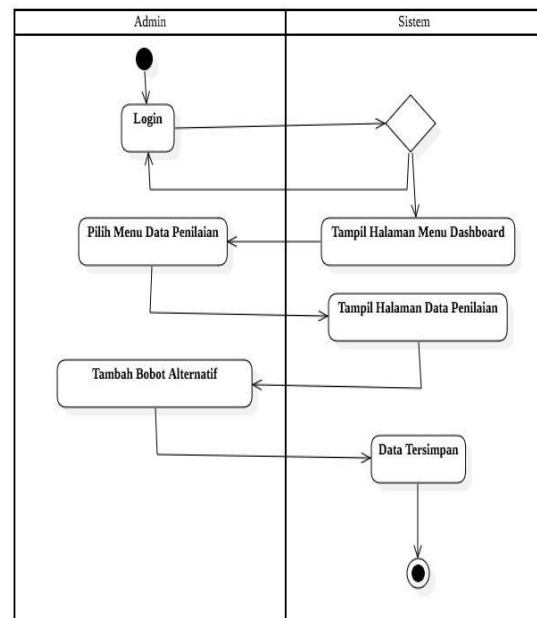 Admin
Sistem
Login
Pilih Menu Data Penilaian
Tampil Halaman Menu Dashboard
Tampil Halaman Data Penilaian
Tambah Bobot Alternatif
Data Tersimpan